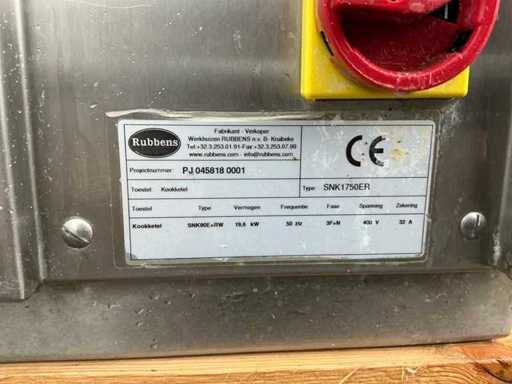 Rubbens
Fabrikant - Verkoper
Werkhuizen RUBBENS n.v. B- Kruibeke
Tel:+32.3.253.01.91-Fax:+32.3.253.07.99
www.rubbens.com - info@rubbens.com
CE
Projectnummer: PJ 045818 0001
Toestel Kookketel Type: SNK1750ER
Toestel Type Vermogen Frequentie Fase Spanning Zekering
Kookketel SNK90E+RW 19,6 kW 50 Hz 3F+N 400 V 32 A